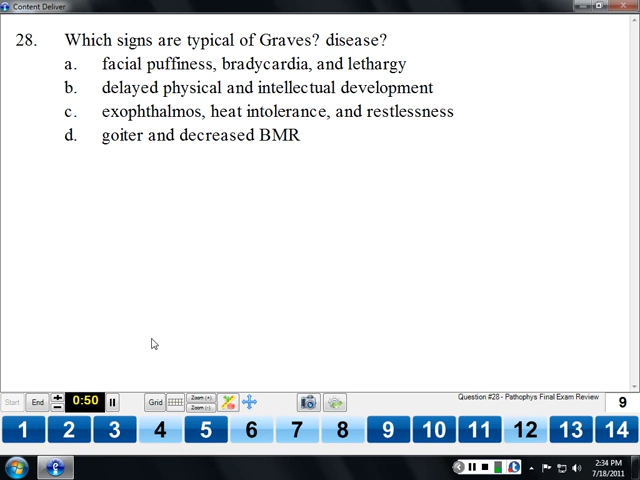 Content Deliver
28. Which signs are typical of Graves? disease?
a. facial puffiness, bradycardia, and lethargy
b. delayed physical and intellectual development
c. exophthalmos, heat intolerance, and restlessness
d. goiter and decreased BMR
Start End 0:50 Grid Zoom (+) Zoom (-) Question #28 - Pathophys Final Exam Review 9
1 2 3 4 5 6 7 8 9 10 11 12 13 14
2:34 PM
7/18/2011